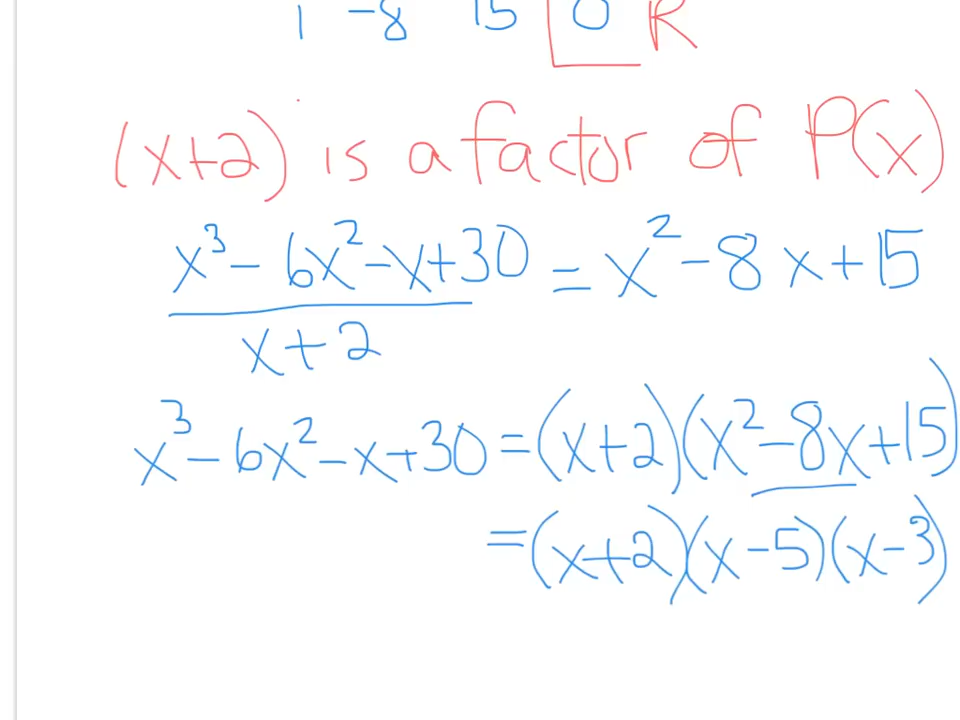 1 -8 15 0 R
(x+2) is a factor of P(x)
x³ - 6x² - x + 30 = x² - 8x + 15
x + 2
x³ - 6x² - x + 30 = (x+2)(x² - 8x + 15)
= (x+2)(x-5)(x-3)